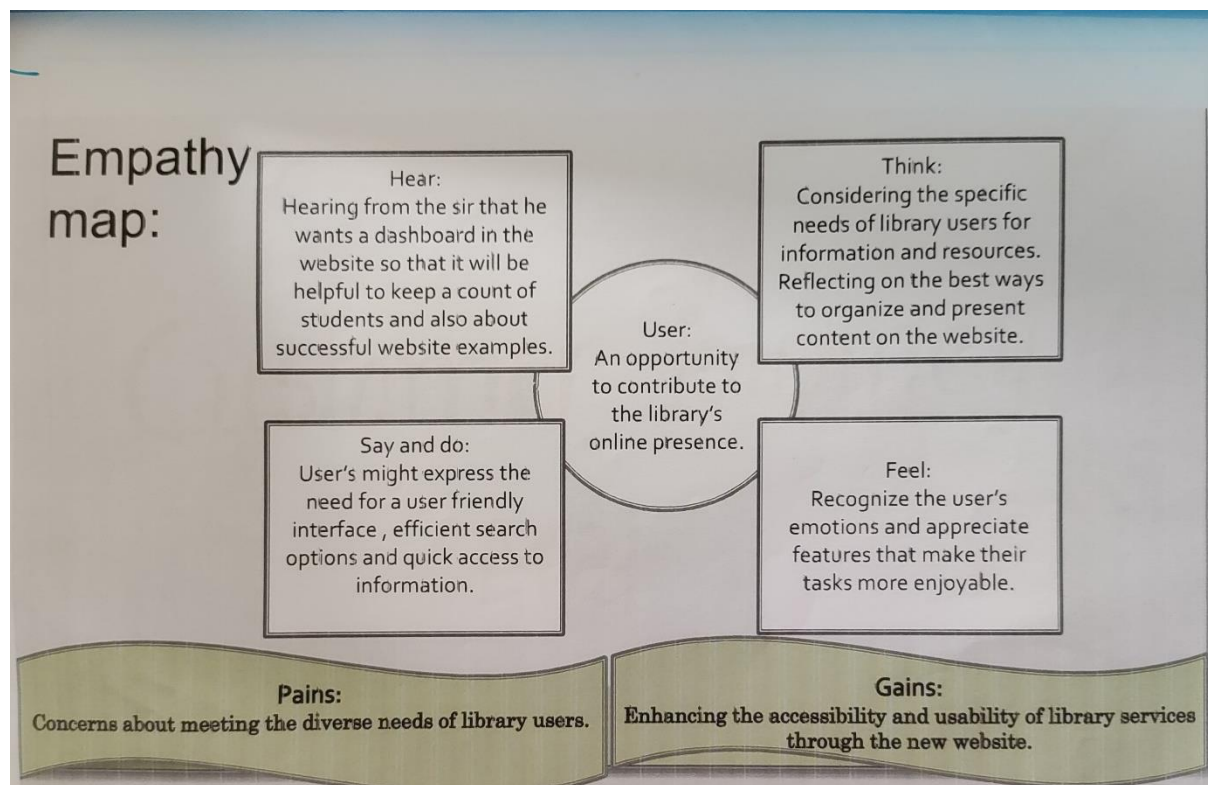 Empathy
map:
Hear:
Hearing from the sir that he
wants a dashboard in the
website so that it will be
helpful to keep a count of
students and also about
successful website examples.
Think:
Considering the specific
needs of library users for
information and resources.
Reflecting on the best ways
to organize and present
content on the website.
User:
An opportunity
to contribute to
the library's
online presence.
Say and do:
User's might express the
need for a user friendly
interface , efficient search
options and quick access to
information.
Feel:
Recognize the user's
emotions and appreciate
features that make their
tasks more enjoyable.
Pains:
Concerns about meeting the diverse needs of library users.
Gains:
Enhancing the accessibility and usability of library services
through the new website.